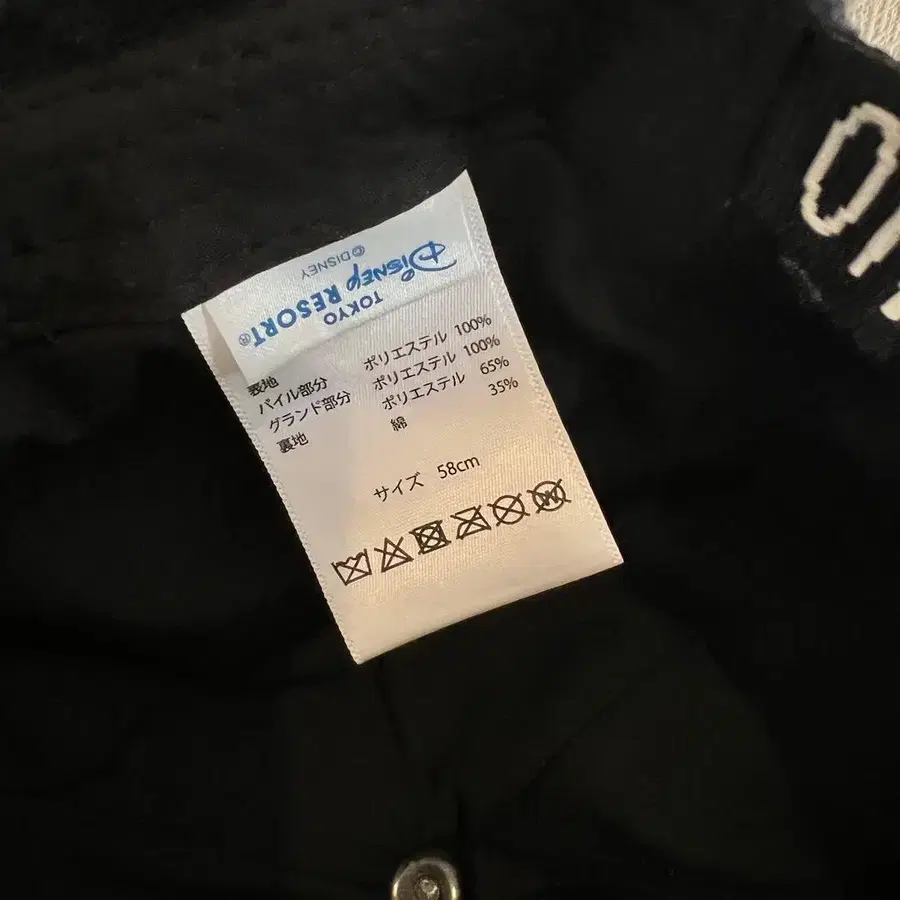 © DISNEY
Disney RESORT®
TOKYO
表地
パイル部分 ポリエステル 100%
グランド部分 ポリエステル 100%
裏地 ポリエステル 65%
綿 35%
サイズ 58cm